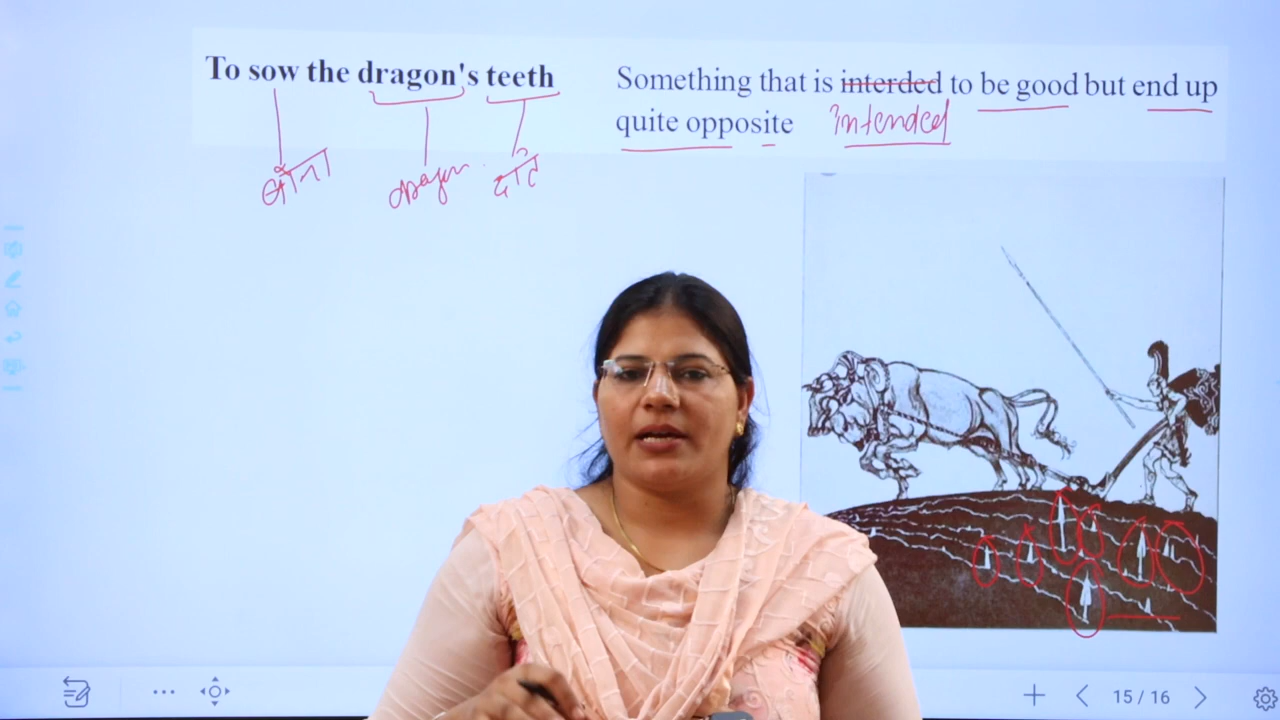 To sow the dragon's teeth
Something that is interded to be good but end up
quite opposite intended
बोना dragon दाँत
15 / 16